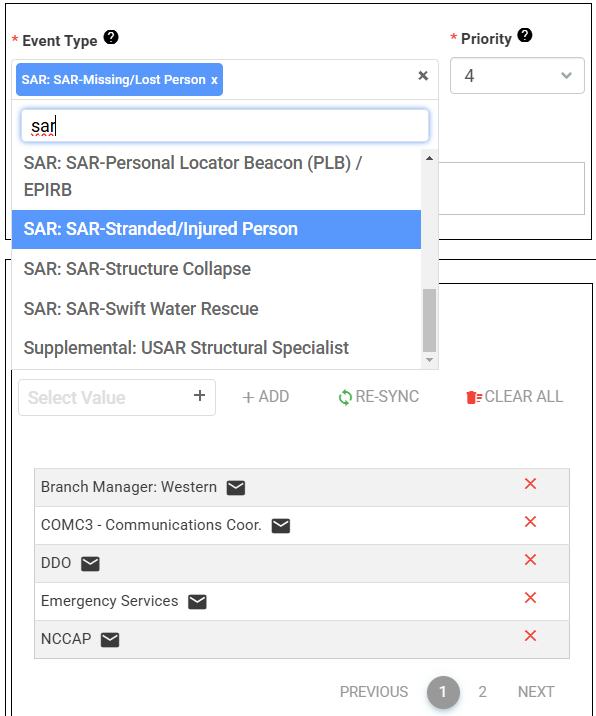 * Event Type ?
* Priority ?
SAR: SAR-Missing/Lost Person x
×
4
sar
SAR: SAR-Personal Locator Beacon (PLB) /
EPIRB
SAR: SAR-Stranded/Injured Person
SAR: SAR-Structure Collapse
SAR: SAR-Swift Water Rescue
Supplemental: USAR Structural Specialist
Select Value +
+ ADD
RE-SYNC
CLEAR ALL
Branch Manager: Western
COMC3 - Communications Coor.
DDO
Emergency Services
NCCAP
PREVIOUS 1 2 NEXT